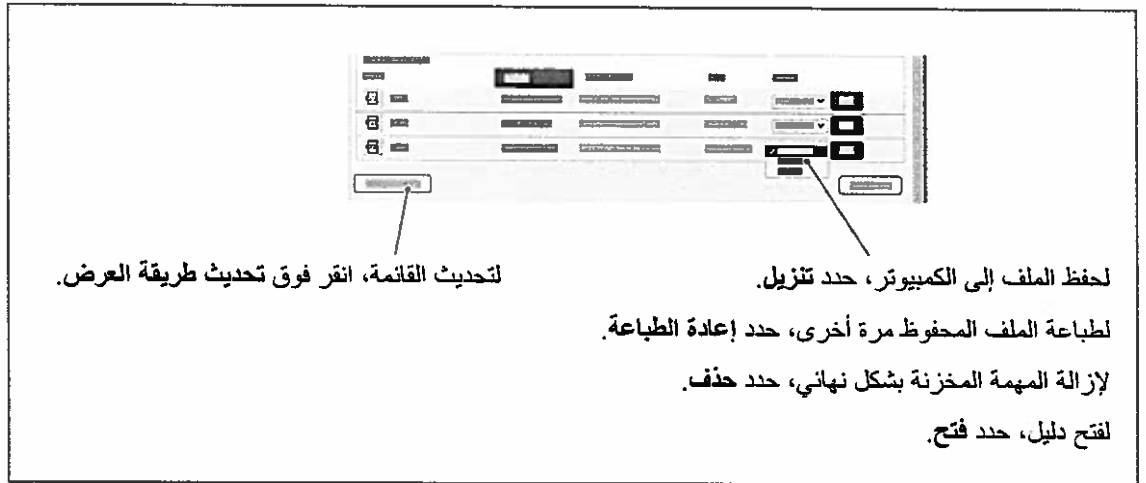 لحفظ الملف إلى الكمبيوتر، حدد تنزيل.
لتحديث القائمة، انقر فوق تحديث طريقة العرض.
لطباعة الملف المحفوظ مرة أخرى، حدد إعادة الطباعة.
لإزالة المهمة المخزنة بشكل نهائي، حدد حذف.
لفتح دليل، حدد فتح.